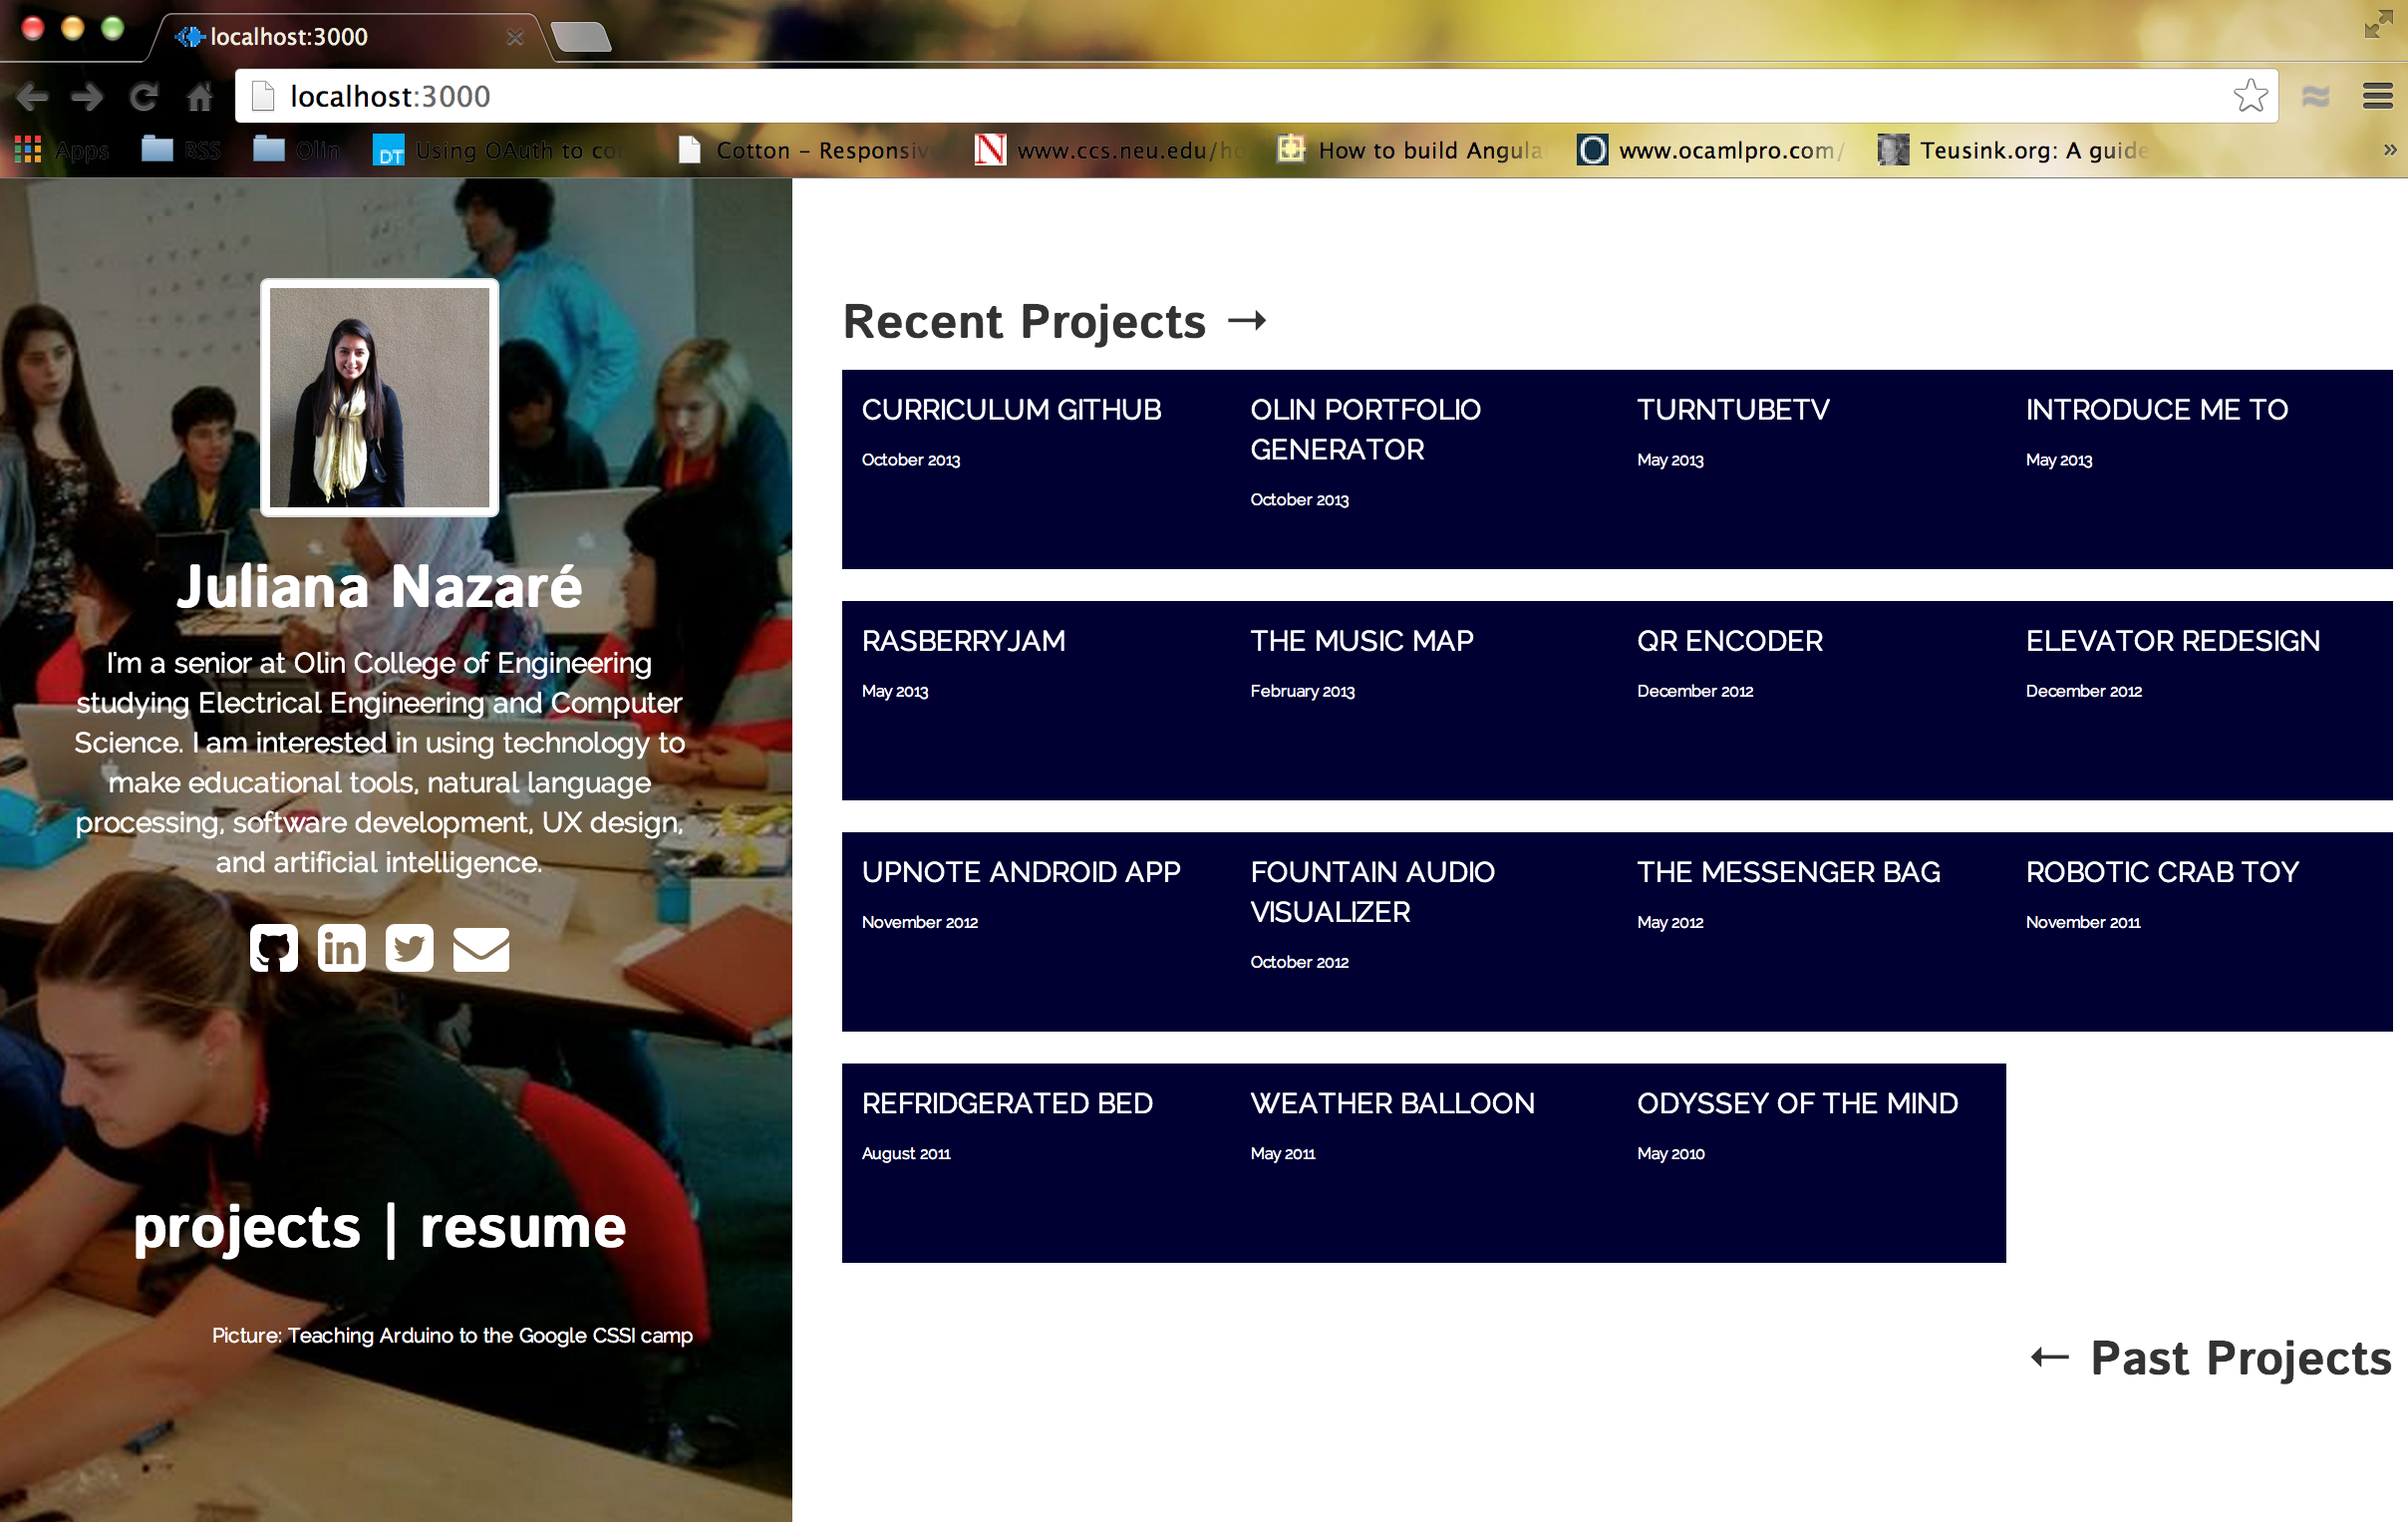 localhost:3000
localhost:3000
Apps
RSS
Olin
DT
Using OAuth to
Cotton – Responsive
N
www.ccs.neu.edu/
How to build
O
www.ocamlpro.com/
Teusink.org: A guide
»
Recent Projects →
CURRICULUM GITHUB
October 2013
OLIN PORTFOLIO
GENERATOR
October 2013
TURNTUBETV
May 2013
INTRODUCE ME TO
May 2013
RASBERRYJAM
May 2013
THE MUSIC MAP
February 2013
QR ENCODER
December 2012
ELEVATOR REDESIGN
December 2012
UPNOTE ANDROID APP
November 2012
FOUNTAIN AUDIO
VISUALIZER
October 2012
THE MESSENGER BAG
May 2012
ROBOTIC CRAB TOY
November 2011
REFRIDGERATED BED
August 2011
WEATHER BALLOON
May 2011
ODYSSEY OF THE MIND
May 2010
← Past Projects
Juliana Nazaré
I'm a senior at Olin College of Engineering
studying Electrical Engineering and Computer
Science. I am interested in using technology to
make educational tools, natural language
processing, software development, UX design,
and artificial intelligence.
in
projects | resume
Picture: Teaching Arduino to the Google CSSI camp